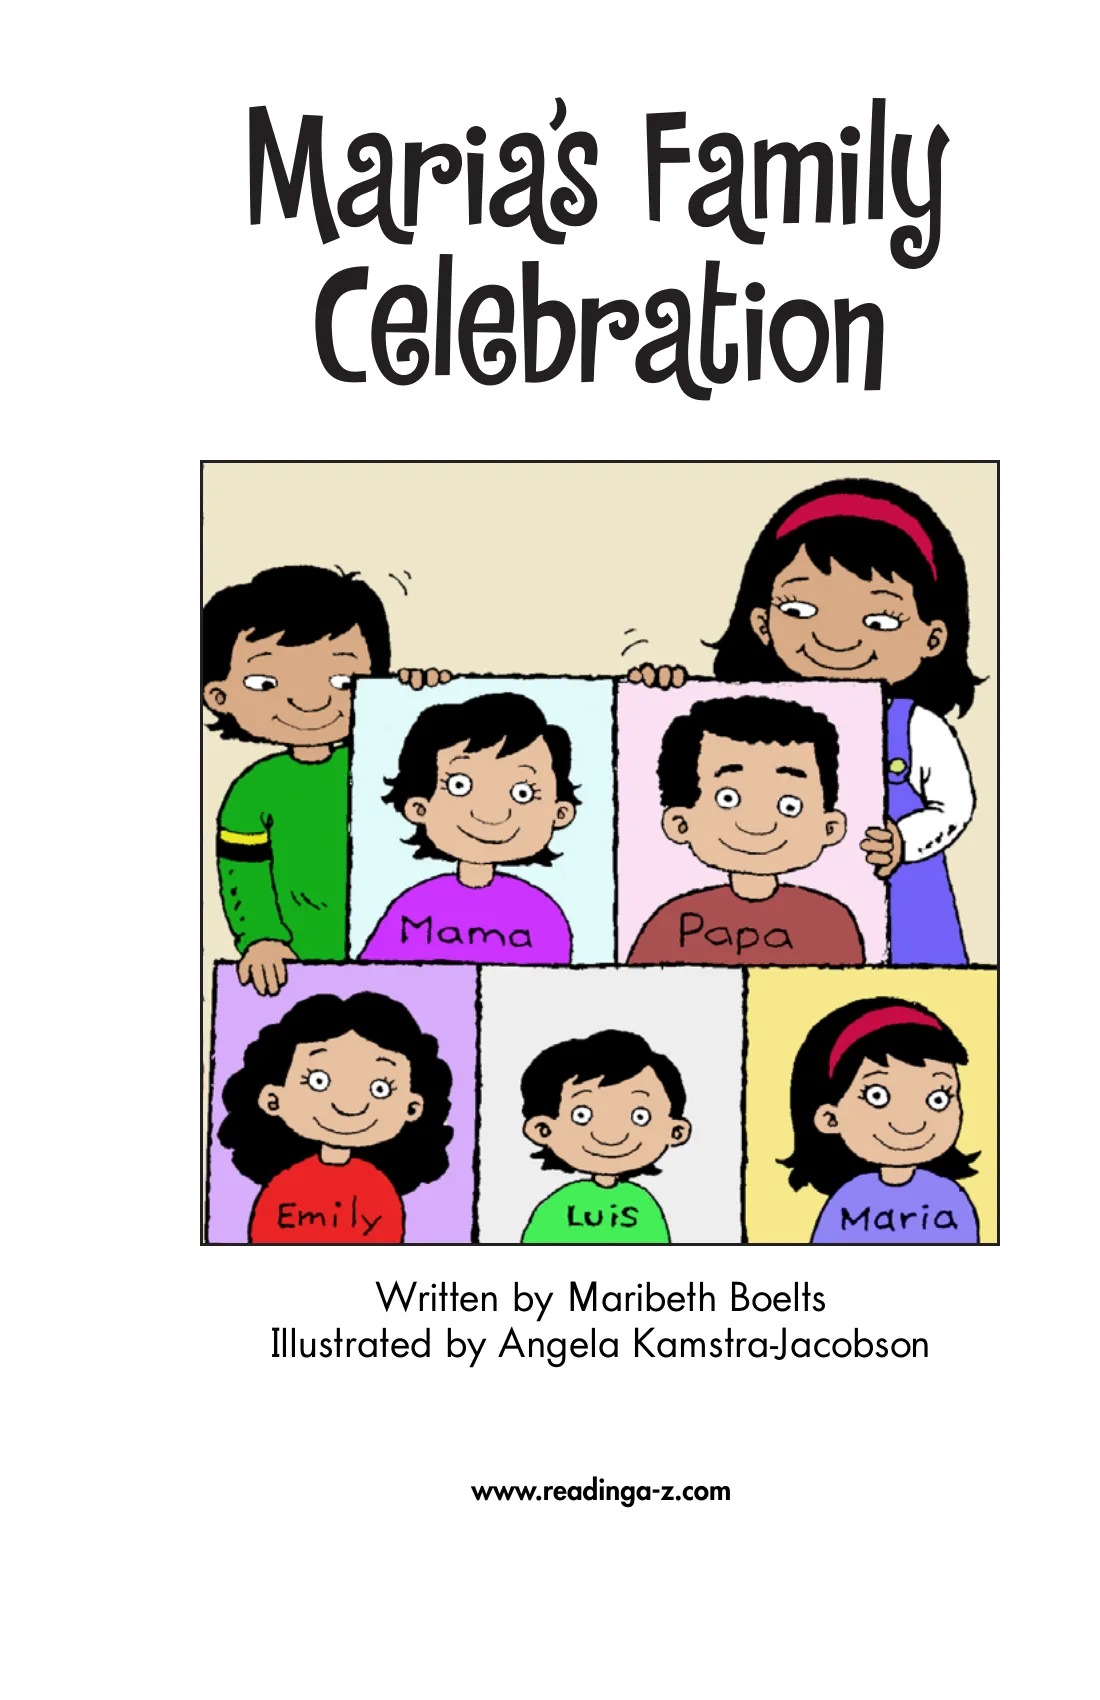 Maria's Family
Celebration
Mama
Papa
Emily
Luis
Maria
Written by Maribeth Boelts
Illustrated by Angela Kamstra-Jacobson
www.readinga-z.com